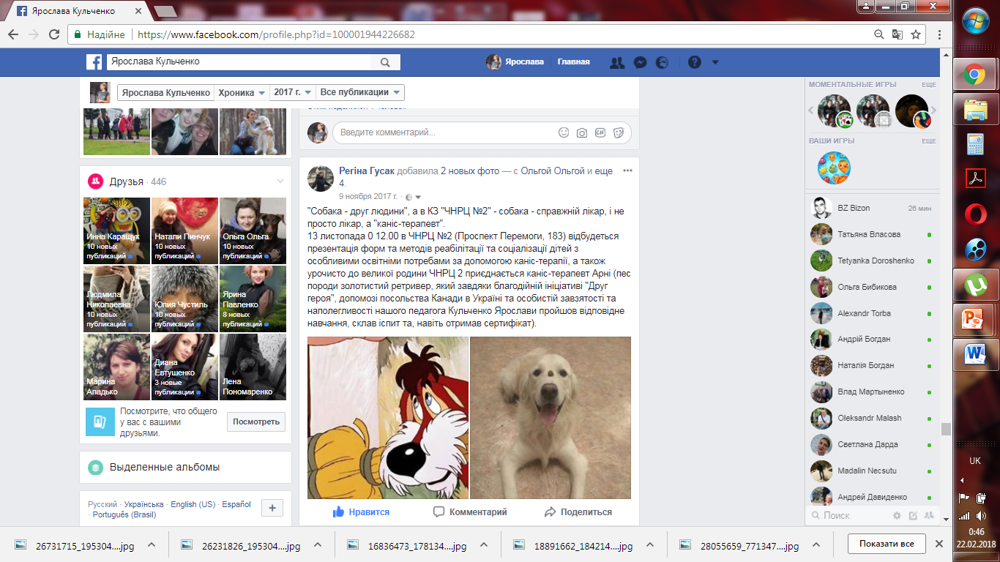 Ярослава Кульченко
Надійне
https://www.facebook.com/profile.php?id=100001944226682
Ярослава Кульченко
Ярослава
Главная
Ярослава Кульченко
Хроника
2017 г.
Все публикации
Введите комментарий...
GIF
Друзья · 446
Инна Каращук
10 новых
публикаций
Натали Пинчук
10 новых
публикаций
Ольга Ольга
10 новых
публикаций
Людмила
Николаевна
10 новых
публикаций
Юлия Чустиль
10 новых
публикаций
Ярина
Павленко
8 новых
публикаций
Марина
Аладько
Диана
Евтушенко
3 новые
публикации
Лена
Пономаренко
Посмотрите, что общего
у вас с вашими
друзьями.
Посмотреть
Выделенные альбомы
Русский · Українська · English (US) · Español
· Português (Brasil)
Регіна Гусак добавила 2 новых фото — с Ольгой Ольгой и еще
4.
9 ноября 2017 г. ·
"Собака - друг людини", а в КЗ "ЧНРЦ №2" - собака - справжній лікар, і не
просто лікар, а "каніс-терапевт".
13 листопада 0 12.00 в ЧНРЦ №2 (Проспект Перемоги, 183) відбудеться
презентація форм та методів реабілітації та соціалізації дітей з
особливими освітніми потребами за допомогою каніс-терапії, а також
урочисто до великої родини ЧНРЦ 2 приєднається каніс-терапевт Арні (пес
породи золотистий ретривер, який завдяки благодійній ініціативі "Друг
героя", допомозі посольства Канади в Україні та особистій завзятості та
наполегливості нашого педагога Кульченко Ярослави пройшов відповідне
навчання, склав іспит та, навіть отримав сертифікат).
Нравится
Комментарий
Поделиться
МОМЕНТАЛЬНЫЕ ИГРЫ
ЕЩЕ
ВАШИ ИГРЫ
ЕЩЕ
BZ Bizon
26 мин
Татьяна Власова
Tetyanka Doroshenko
Ольга Бибикова
Alexandr Torba
Андрій Богдан
Наталія Богдан
Влад Мартыненко
Oleksandr Malash
Светлана Дарда
Madalin Necsutu
Андрей Давиденко
Поиск
26731715_195304....jpg
26231826_195304....jpg
16836473_178134....jpg
18891662_184214....jpg
28055659_771347....jpg
Показати все
UK
0:46
22.02.2018